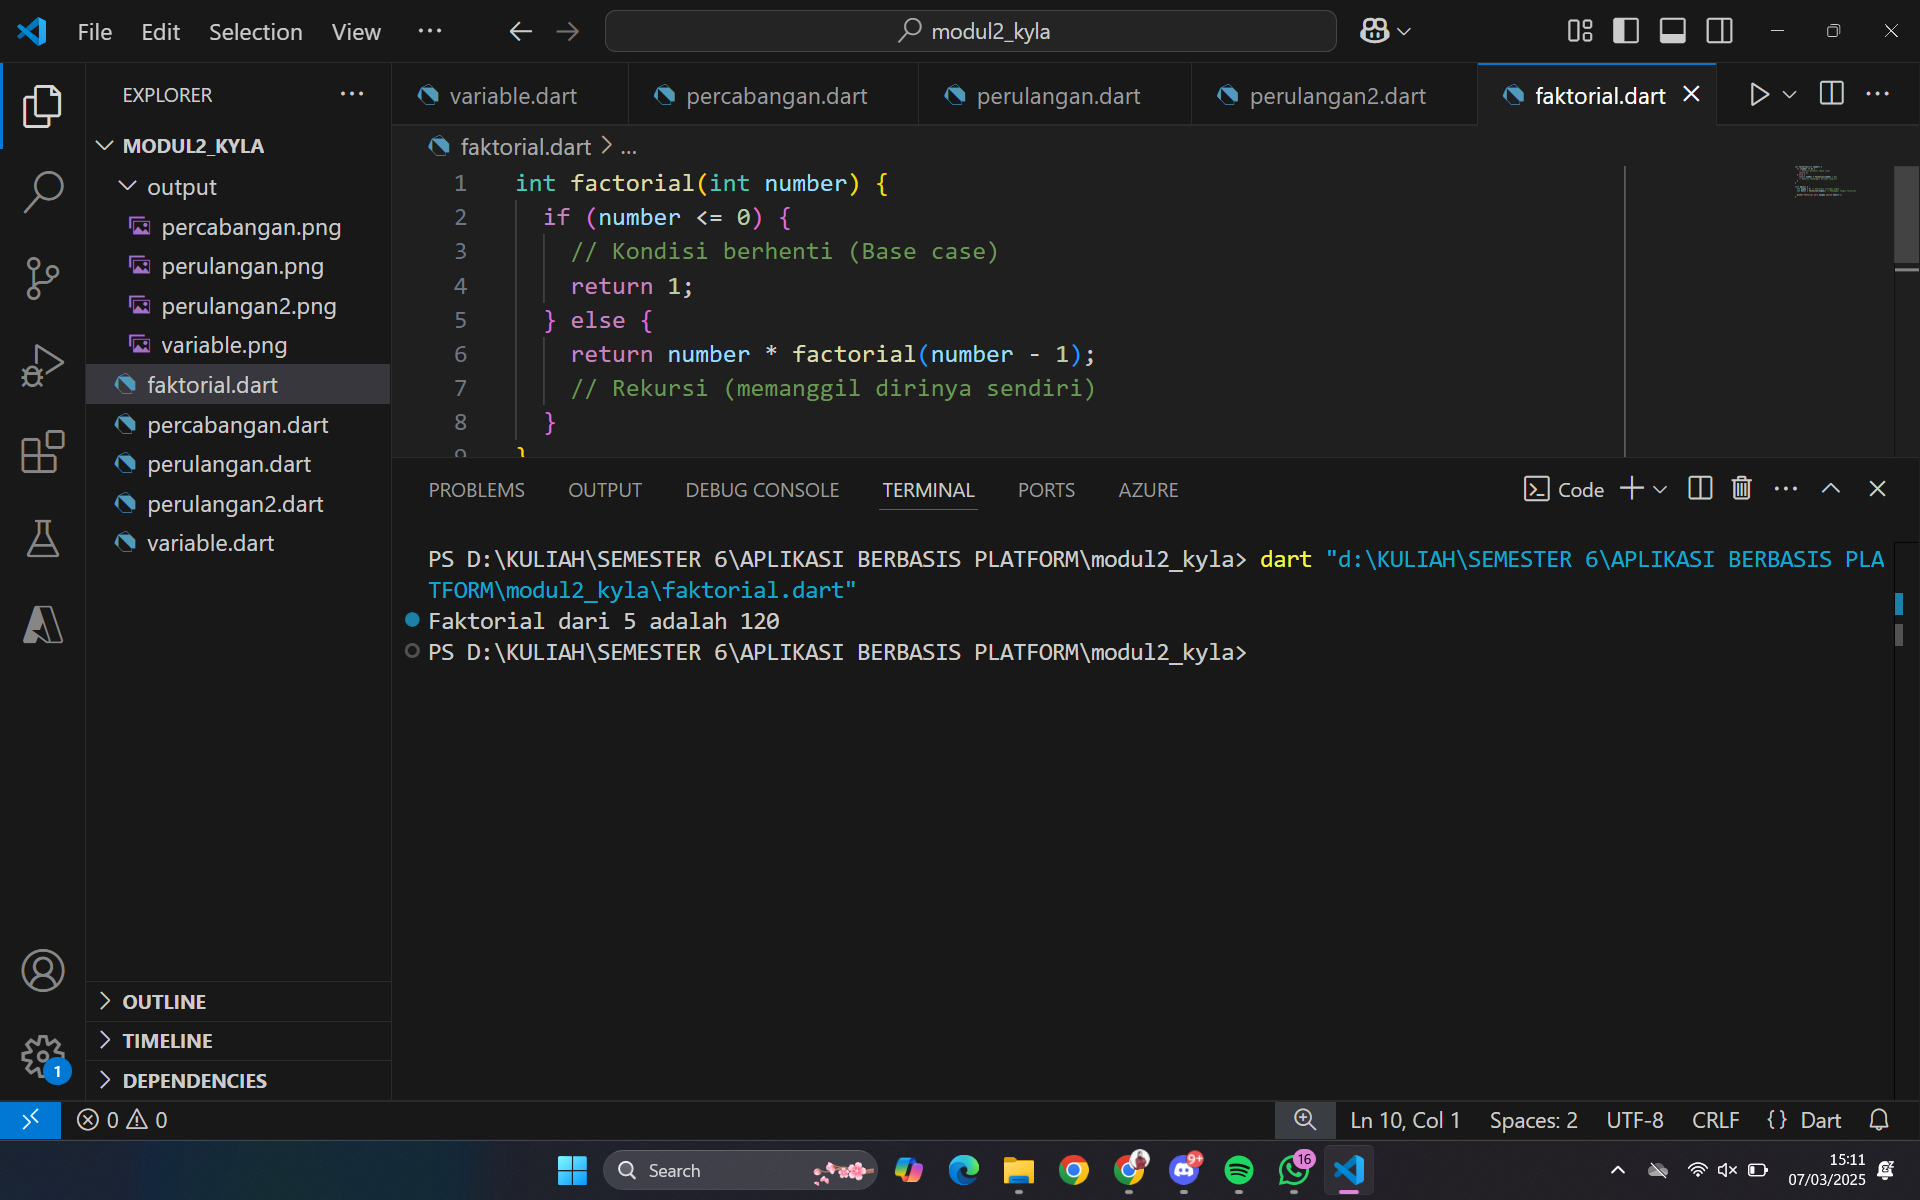 File Edit Selection View ... modul2_kyla
EXPLORER ...
MODUL2_KYLA
output
percabangan.png
perulangan.png
perulangan2.png
variable.png
faktorial.dart
percabangan.dart
perulangan.dart
perulangan2.dart
variable.dart
OUTLINE
TIMELINE
DEPENDENCIES
1
variable.dart percabangan.dart perulangan.dart perulangan2.dart faktorial.dart
faktorial.dart > ...
1 int factorial(int number) {
2 if (number <= 0) {
3 // Kondisi berhenti (Base case)
4 return 1;
5 } else {
6 return number * factorial(number - 1);
7 // Rekursi (memanggil dirinya sendiri)
8 }
9 }
PROBLEMS OUTPUT DEBUG CONSOLE TERMINAL PORTS AZURE Code
PS D:\KULIAH\SEMESTER 6\APLIKASI BERBASIS PLATFORM\modul2_kyla> dart "d:\KULIAH\SEMESTER 6\APLIKASI BERBASIS PLA
TFORM\modul2_kyla\faktorial.dart"
Faktorial dari 5 adalah 120
PS D:\KULIAH\SEMESTER 6\APLIKASI BERBASIS PLATFORM\modul2_kyla>
0 0 Ln 10, Col 1 Spaces: 2 UTF-8 CRLF {} Dart
Search 9+ 16 15:11
07/03/2025